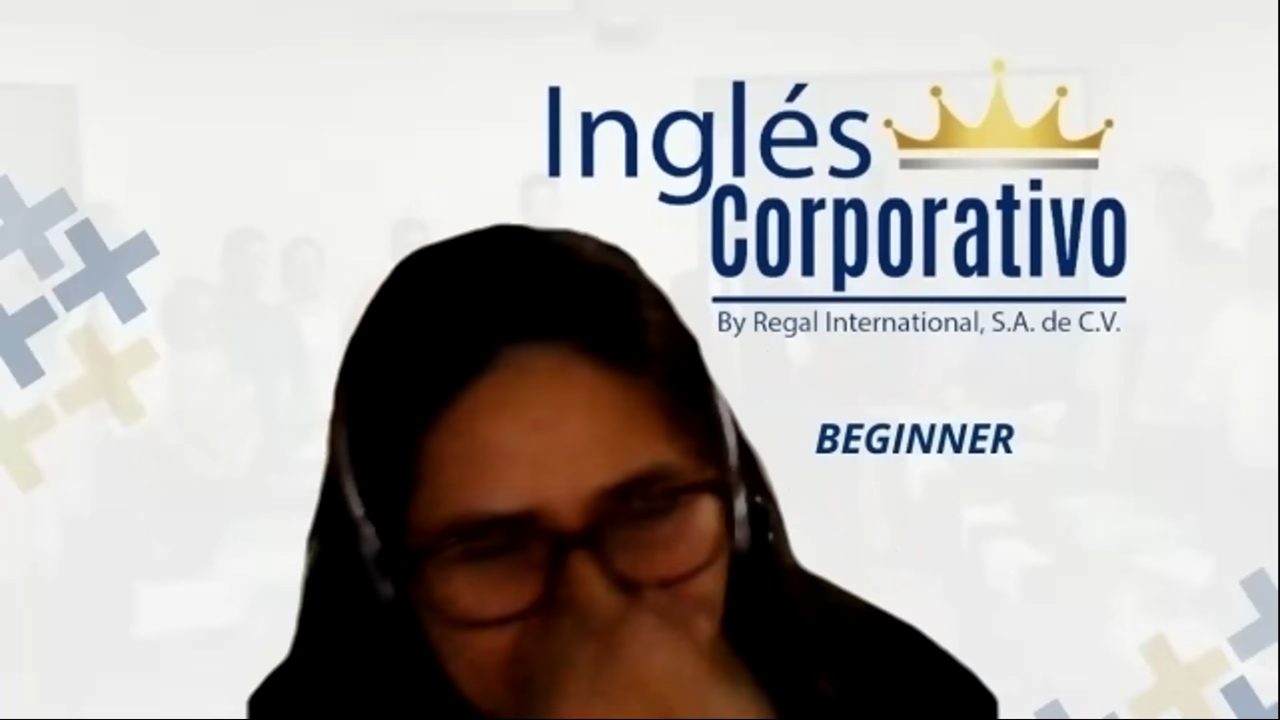 Inglés
Corporativo
By Regal International, S.A. de C.V.
BEGINNER